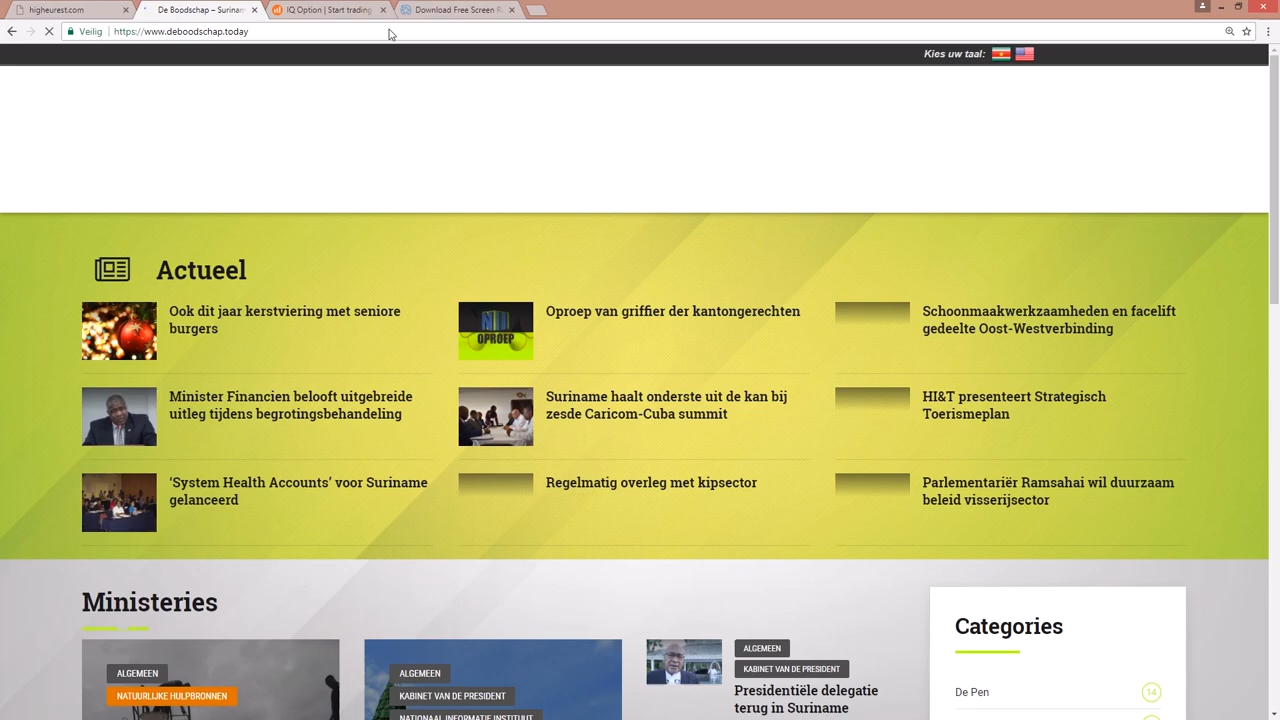 higheurest.com
De Boodschap – Surinam
IQ Option | Start trading
Download Free Screen R
Veilig
https://www.deboodschap.today
Kies uw taal:
Actueel
Ook dit jaar kerstviering met seniore
burgers
OPROEP
Oproep van griffier der kantongerechten
Schoonmaakwerkzaamheden en facelift
gedeelte Oost-Westverbinding
Minister Financien belooft uitgebreide
uitleg tijdens begrotingsbehandeling
Suriname haalt onderste uit de kan bij
zesde Caricom-Cuba summit
HI&T presenteert Strategisch
Toerismeplan
‘System Health Accounts’ voor Suriname
gelanceerd
Regelmatig overleg met kipsector
Parlementariër Ramsahai wil duurzaam
beleid visserijsector
Ministeries
ALGEMEEN
NATUURLIJKE HULPBRONNEN
ALGEMEEN
KABINET VAN DE PRESIDENT
NATIONAAL INFORMATIE INSTITUUT
ALGEMEEN
KABINET VAN DE PRESIDENT
Presidentiële delegatie
terug in Suriname
Categories
De Pen
14